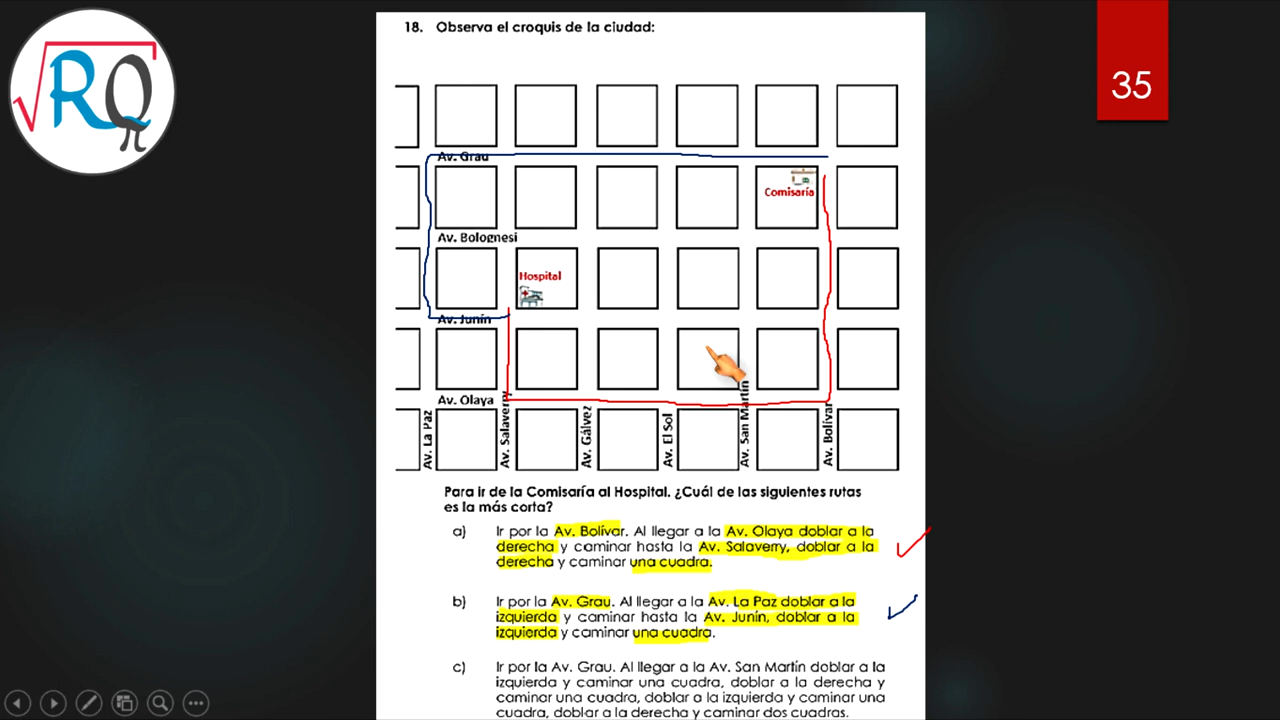 RQ
π
35
18. Observa el croquis de la ciudad:
Av. Grau
Comisaría
Av. Bolognesi
Hospital
Av. Junín
Av. Olaya
Av. La Paz
Av. Salaverry
Av. Gálvez
Av. El Sol
Av. San Martín
Av. Bolívar
Para ir de la Comisaría al Hospital. ¿Cuál de las siguientes rutas
es la más corta?
a) Ir por la Av. Bolívar. Al llegar a la Av. Olaya doblar a la
derecha y caminar hasta la Av. Salaverry, doblar a la
derecha y caminar una cuadra.
b) Ir por la Av. Grau. Al llegar a la Av. La Paz doblar a la
izquierda y caminar hasta la Av. Junín, doblar a la
izquierda y caminar una cuadra.
c) Ir por la Av. Grau. Al llegar a la Av. San Martín doblar a la
izquierda y caminar una cuadra, doblar a la derecha y
caminar una cuadra, doblar a la izquierda y caminar una
cuadra, doblar a la derecha y caminar dos cuadras.